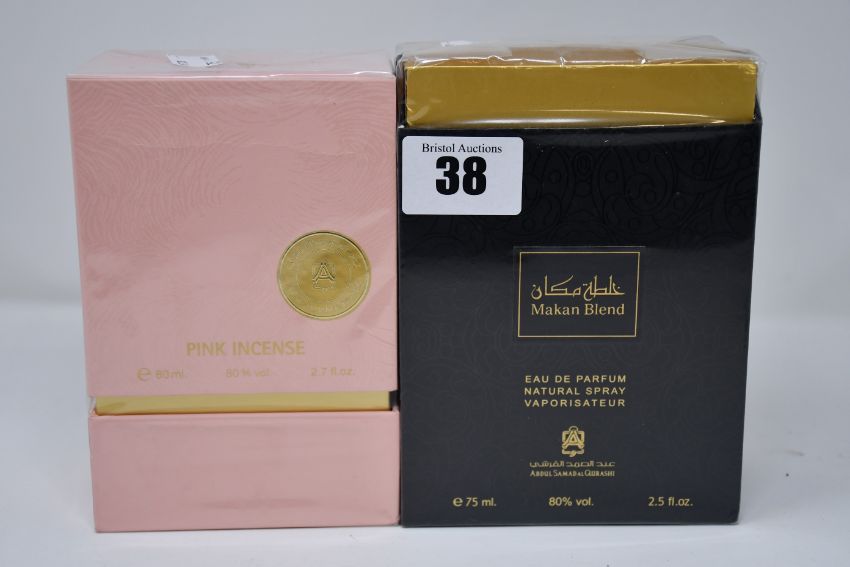 PINK INCENSE
e 80ml. 80% vol. 2.7 fl.oz.
Bristol Auctions
38
خلطة مكان
Makan Blend
EAU DE PARFUM
NATURAL SPRAY
VAPORISATEUR
عبد الصمد القرشي
ABDUL SAMAD AL QURASHI
e 75 ml. 80% vol. 2.5 fl.oz.